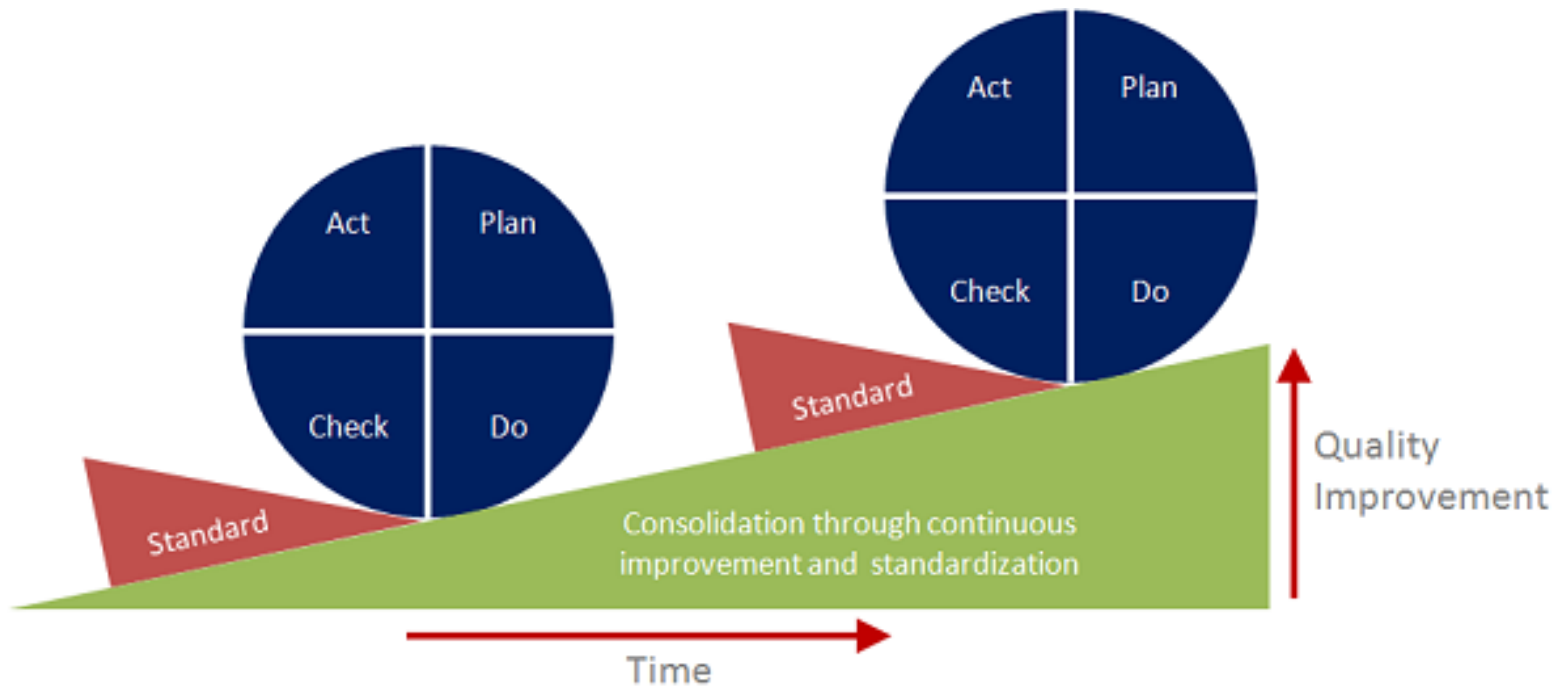 Act
Plan
Check
Do
Standard
Act
Plan
Check
Do
Standard
Consolidation through continuous
improvement and standardization
Quality
Improvement
Time